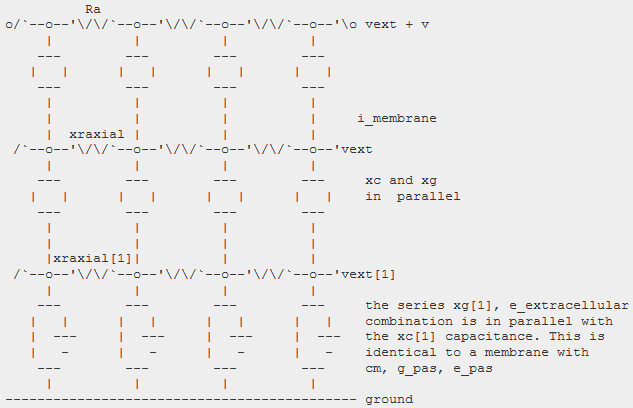 Ra
o/`--o--'\/\/`--o--'\/\/`--o--'\/\/`--o--'\o vext + v
i_membrane
xraxial
/`--o--'\/\/`--o--'\/\/`--o--'\/\/`--o--'vext
xc and xg
in parallel
xraxial[1]
/`--o--'\/\/`--o--'\/\/`--o--'\/\/`--o--'vext[1]
the series xg[1], e_extracellular
combination is in parallel with
the xc[1] capacitance. This is
identical to a membrane with
cm, g_pas, e_pas
ground